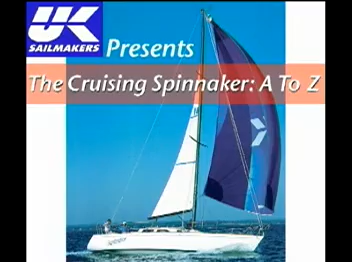 UK
SAILMAKERS
Presents
The Cruising Spinnaker: A To Z